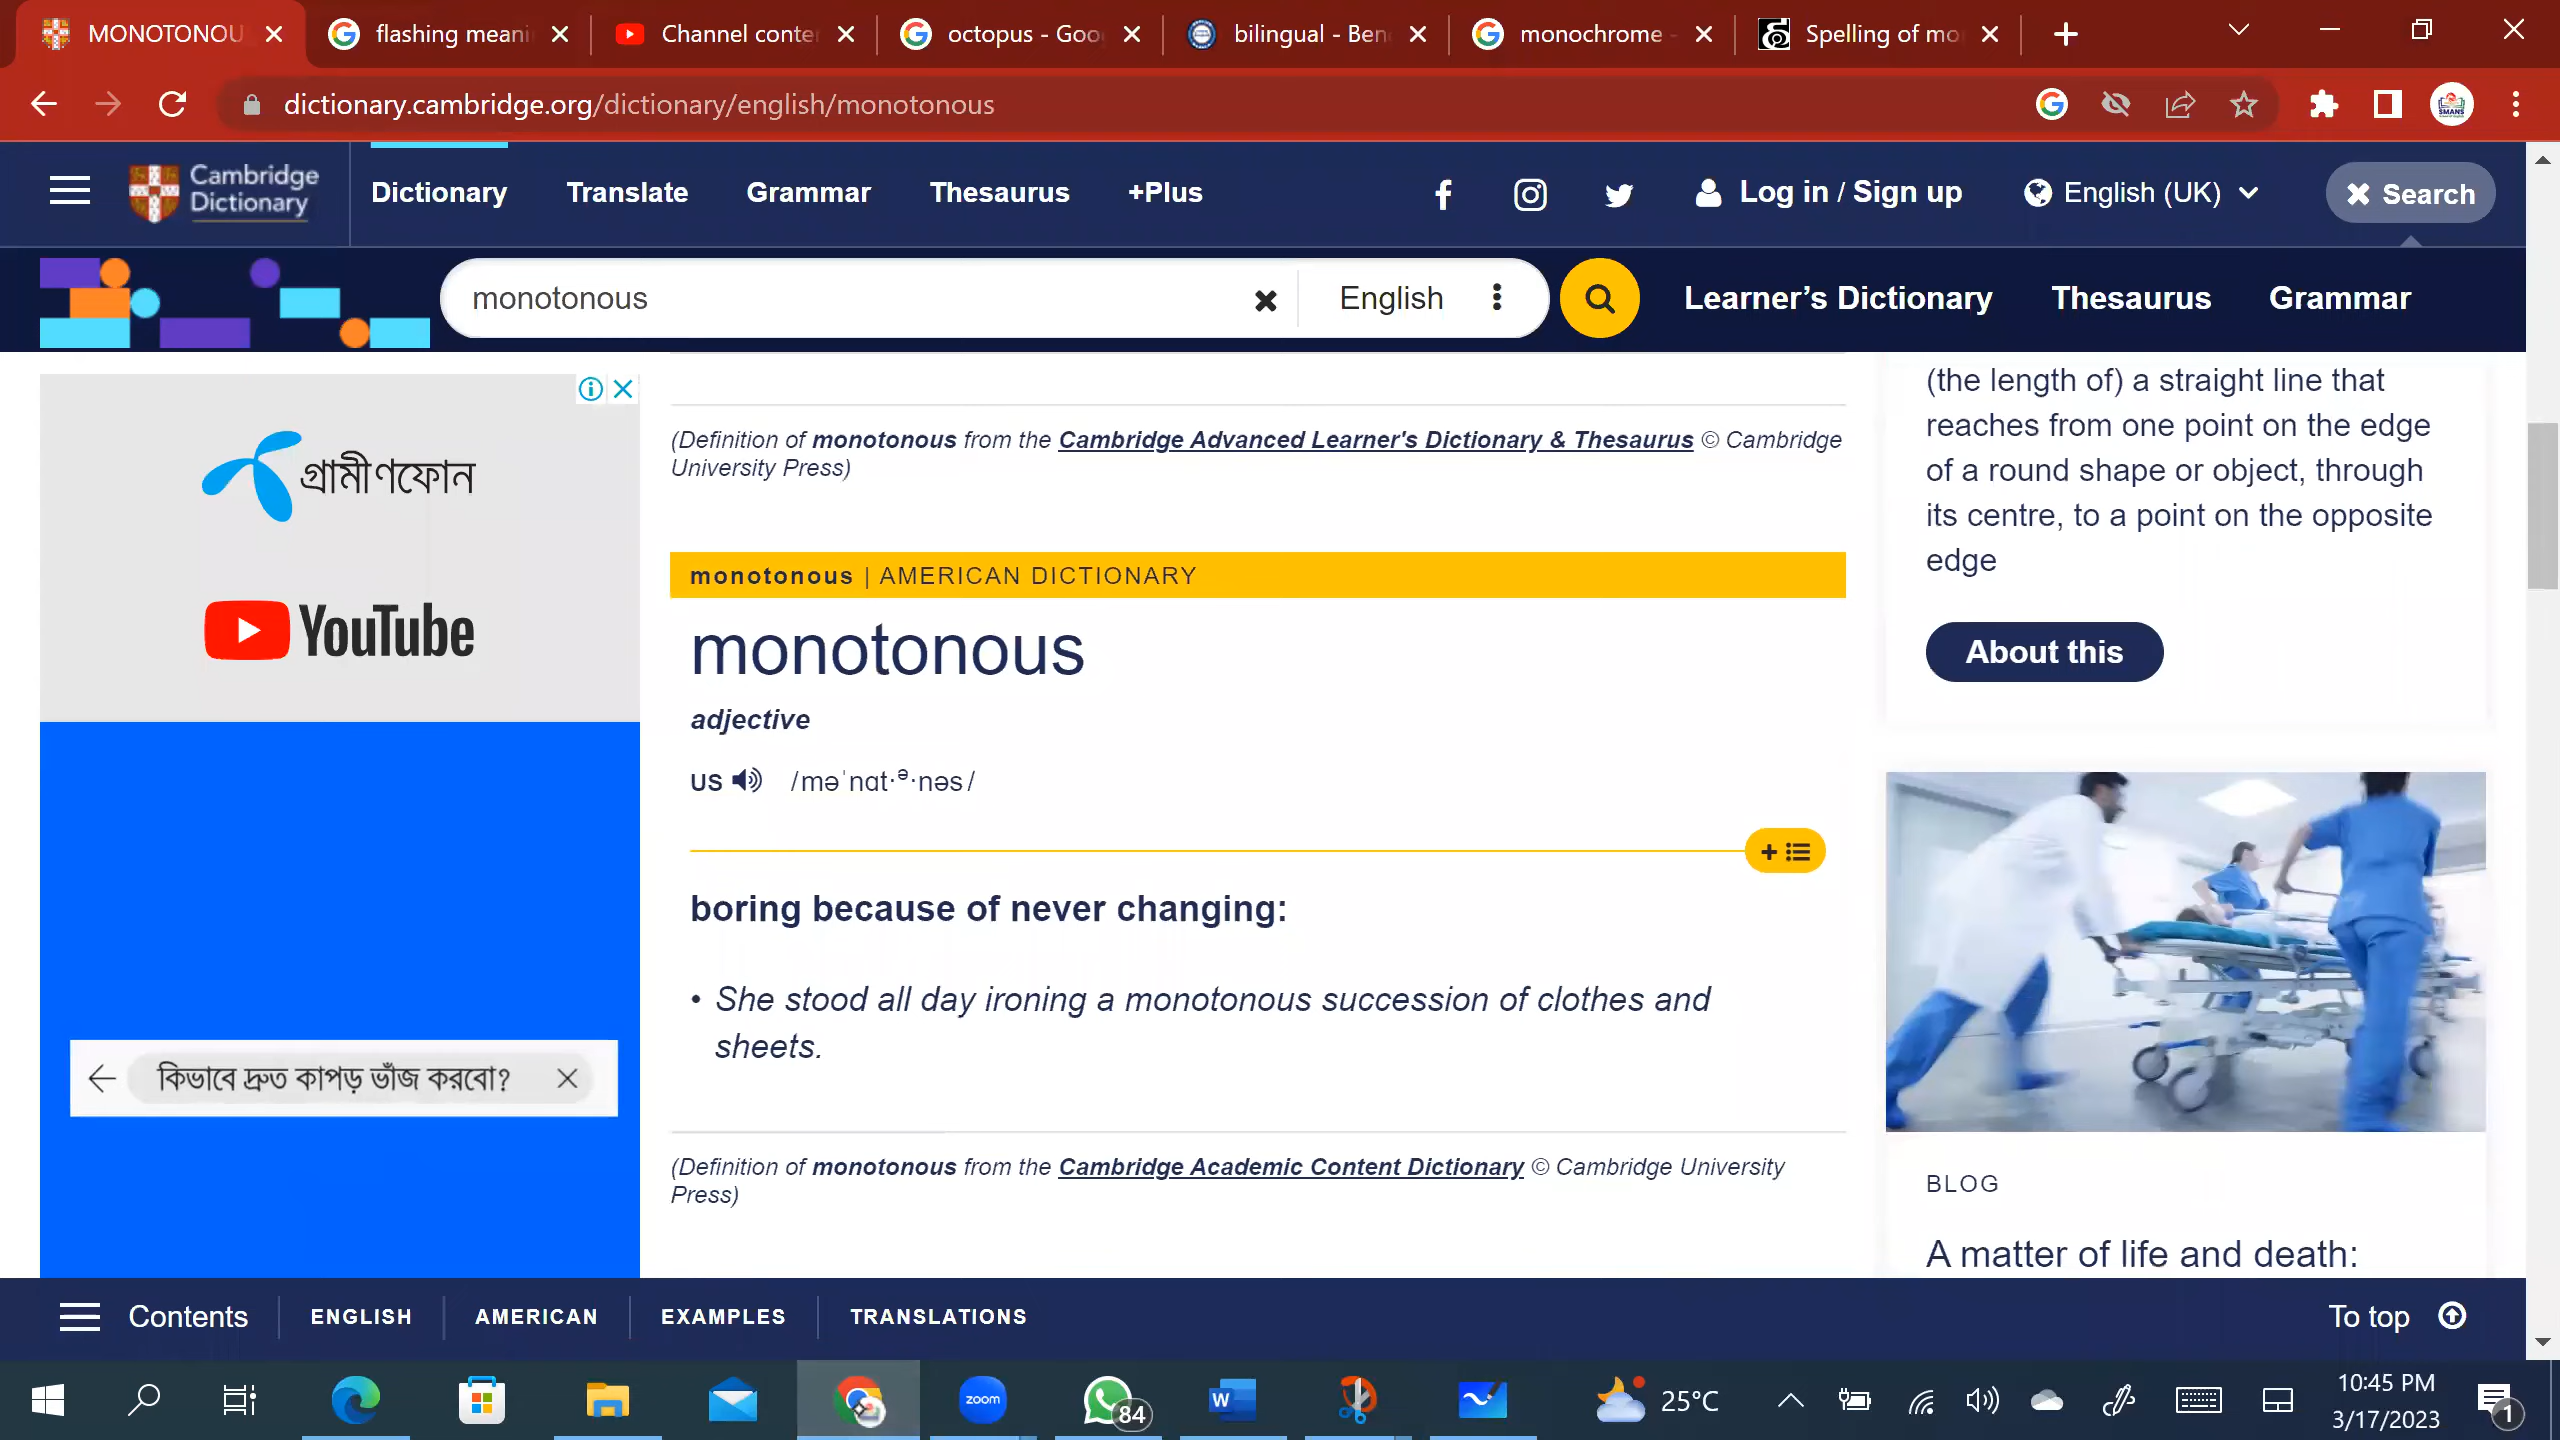 MONOTONOU
flashing meani
Channel conte
octopus - Goo
bilingual - Ben
monochrome -
Spelling of mo
dictionary.cambridge.org/dictionary/english/monotonous
Cambridge Dictionary
Dictionary Translate Grammar Thesaurus +Plus
Log in / Sign up
English (UK)
Search
monotonous
English
Learner's Dictionary Thesaurus Grammar
গ্রামীণফোন
YouTube
কিভাবে দ্রুত কাপড় ভাঁজ করবো?
(Definition of monotonous from the Cambridge Advanced Learner's Dictionary & Thesaurus © Cambridge
University Press)
monotonous | AMERICAN DICTIONARY
monotonous
adjective
US /məˈnɑt·ᵊ·nəs/
boring because of never changing:
• She stood all day ironing a monotonous succession of clothes and
sheets.
(Definition of monotonous from the Cambridge Academic Content Dictionary © Cambridge University
Press)
(the length of) a straight line that
reaches from one point on the edge
of a round shape or object, through
its centre, to a point on the opposite
edge
About this
BLOG
A matter of life and death:
Contents ENGLISH AMERICAN EXAMPLES TRANSLATIONS
To top
zoom
84
25°C
10:45 PM
3/17/2023
1